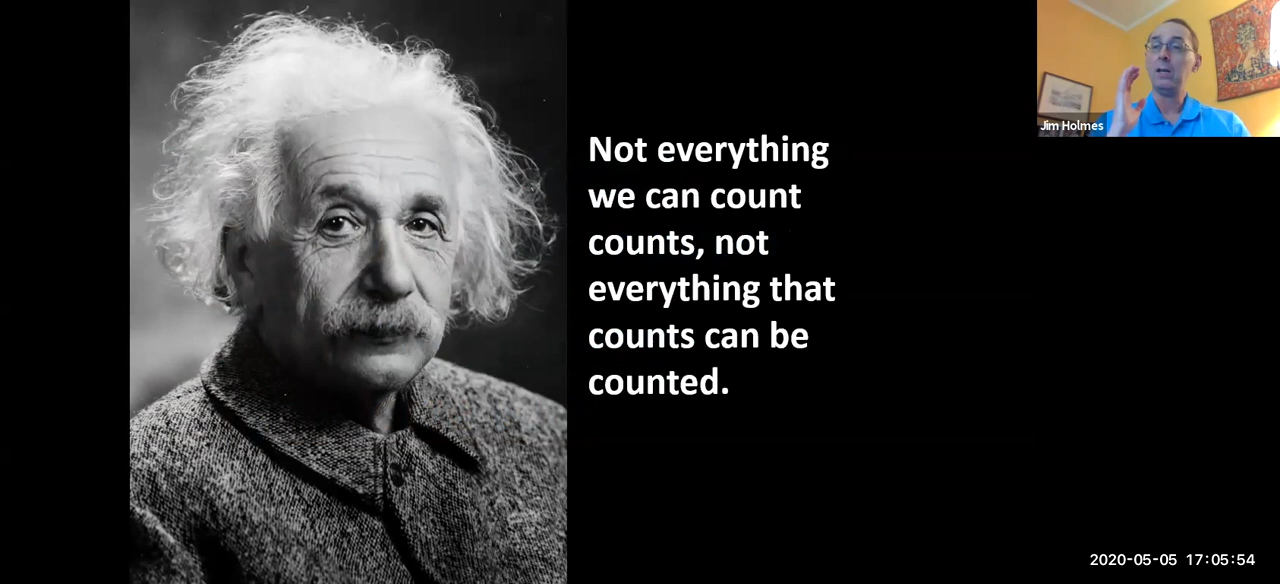 Not everything
we can count
counts, not
everything that
counts can be
counted.
Jim Holmes
2020-05-05 17:05:54